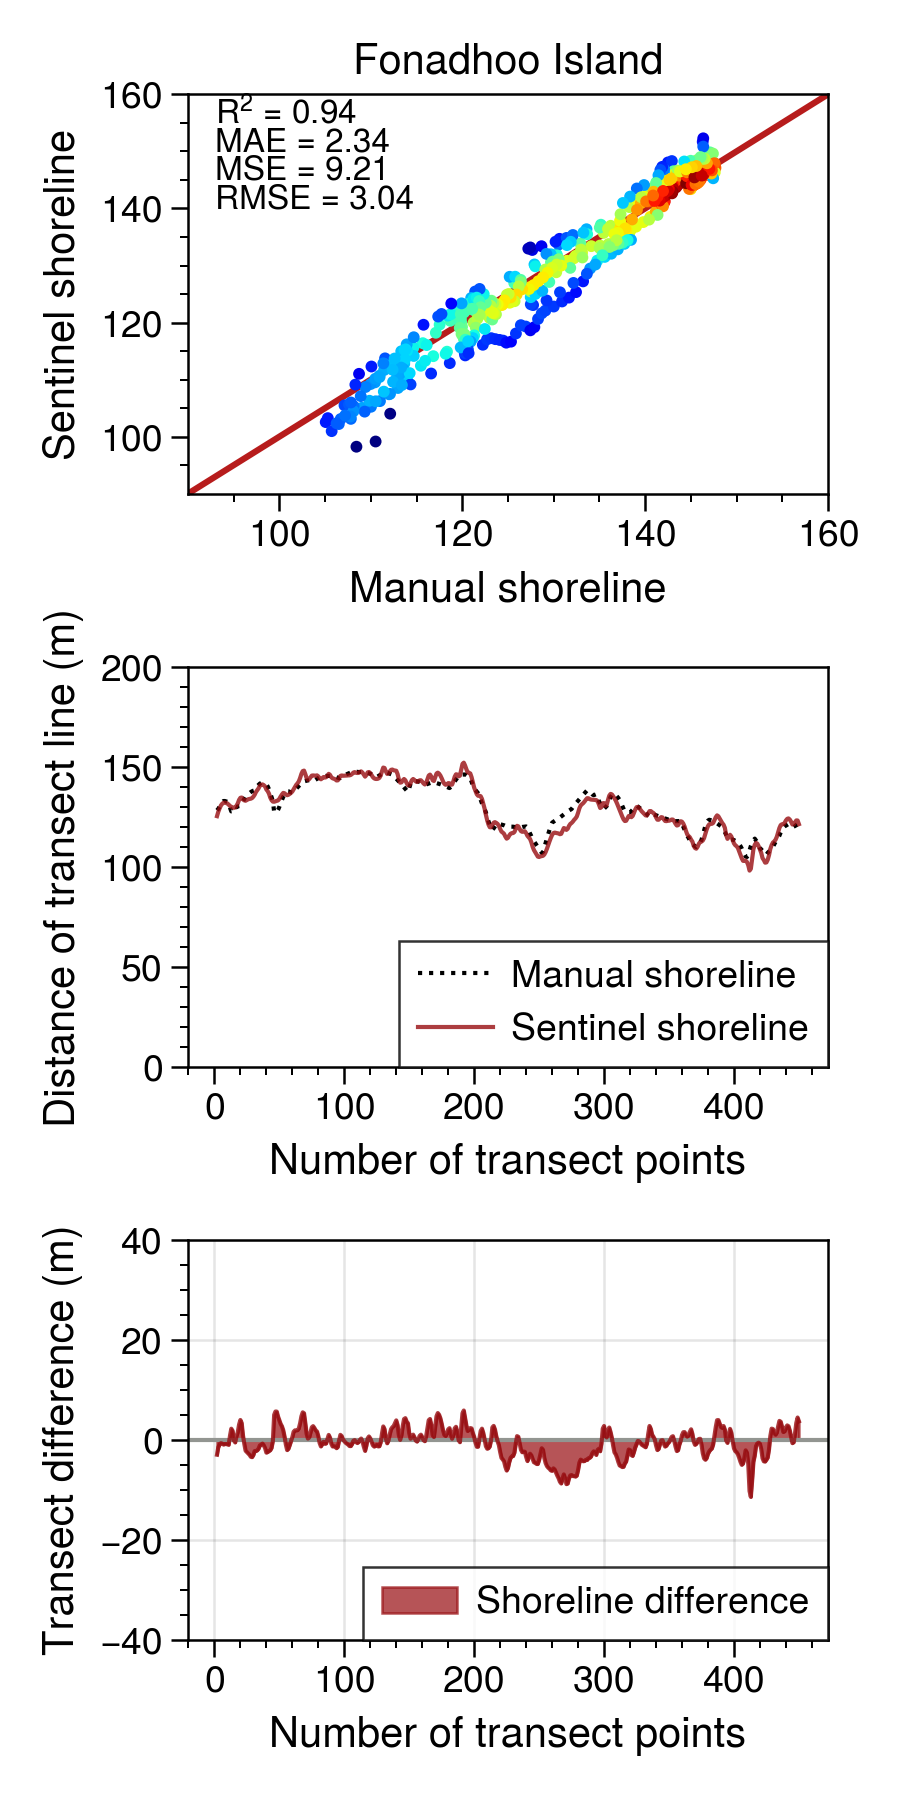 Fonadhoo Island
R² = 0.94
MAE = 2.34
MSE = 9.21
RMSE = 3.04
Sentinel shoreline
160
140
120
100
100 120 140 160
Manual shoreline
Distance of transect line (m)
200
150
100
50
0
Manual shoreline
Sentinel shoreline
0 100 200 300 400
Number of transect points
Transect difference (m)
40
20
0
−20
−40
Shoreline difference
0 100 200 300 400
Number of transect points